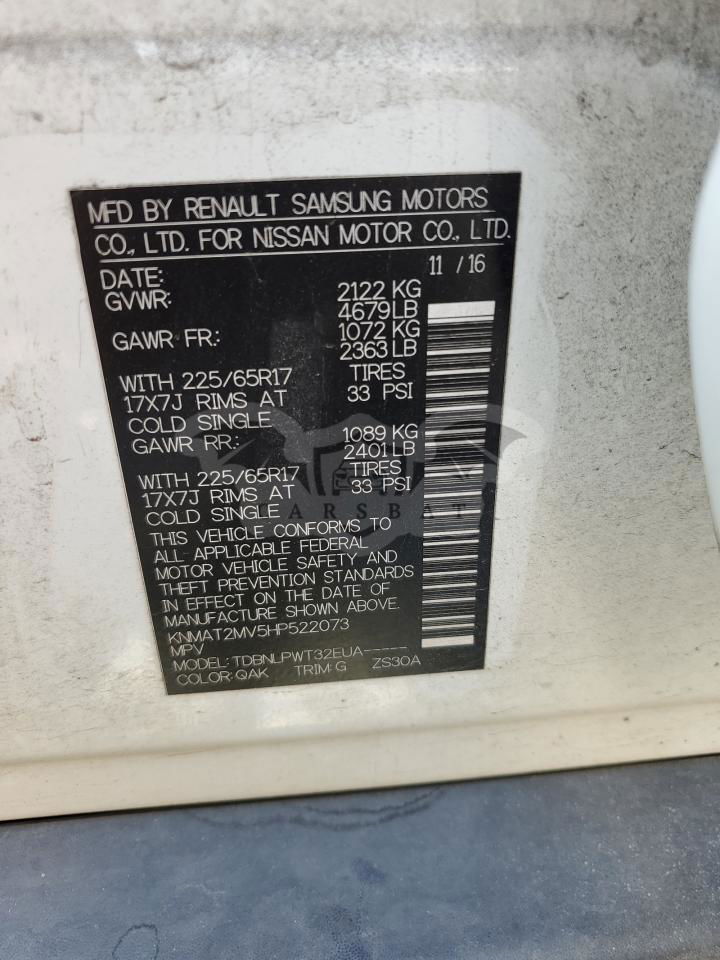 MFD BY RENAULT SAMSUNG MOTORS
CO., LTD. FOR NISSAN MOTOR CO., LTD.
DATE: 11 / 16
GVWR: 2122 KG
4679 LB
GAWR FR.: 1072 KG
2363 LB
WITH 225/65R17 TIRES
17X7J RIMS AT 33 PSI
COLD SINGLE
GAWR RR.: 1089 KG
2401 LB
WITH 225/65R17 TIRES
17X7J RIMS AT 33 PSI
COLD SINGLE
CARSBAT
THIS VEHICLE CONFORMS TO
ALL APPLICABLE FEDERAL
MOTOR VEHICLE SAFETY AND
THEFT PREVENTION STANDARDS
IN EFFECT ON THE DATE OF
MANUFACTURE SHOWN ABOVE.
KNMAT2MV5HP522073
MPV
MODEL: TDBNLPWT32EUA-----
COLOR:QAK TRIM:G ZS30A